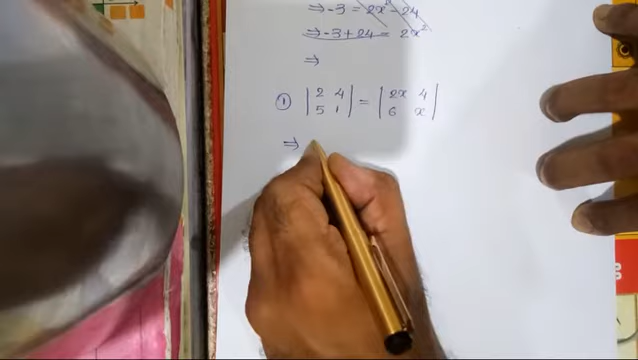 ⇒ -3 = 2x² - 24
⇒ -3 + 24 = 2x²
⇒
① | 2 4 | = | 2x 4 |
| 5 1 | | 6 x |
⇒